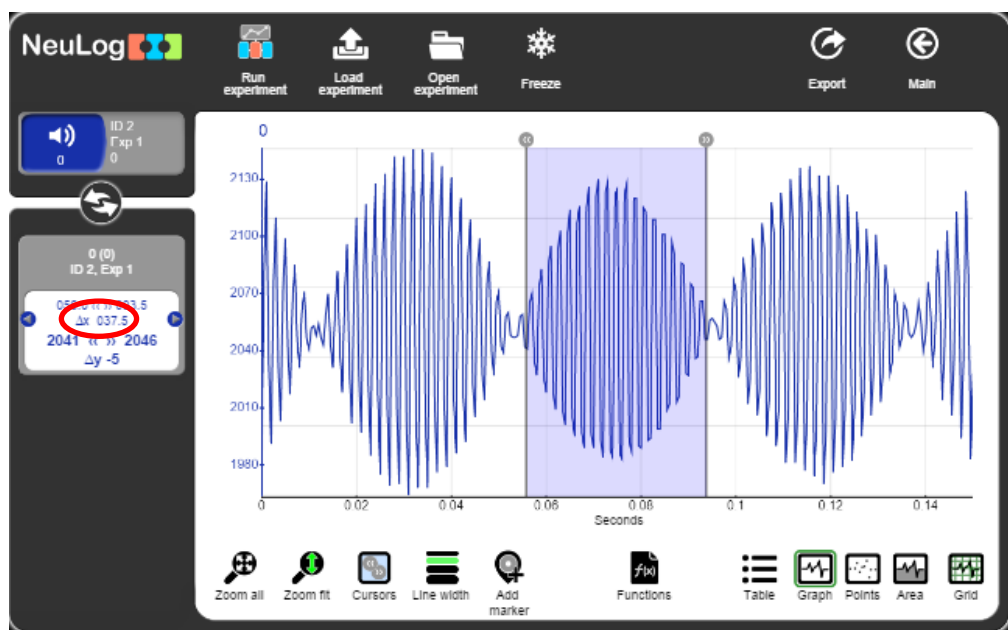 NeuLog
Run
experiment
Load
experiment
Open
experiment
Freeze
Export
Main
ID 2
Exp 1
0
0
0 (0)
ID 2, Exp 1
Δx 037.5
2041 « » 2046
Δy -5
0
2130
2100
2070
2040
2010
1980
0
0.02
0.04
0.06
0.08
0.1
0.12
0.14
Seconds
Zoom all
Zoom fit
Cursors
Line width
Add
marker
f(x)
Functions
Table
Graph
Points
Area
Grid